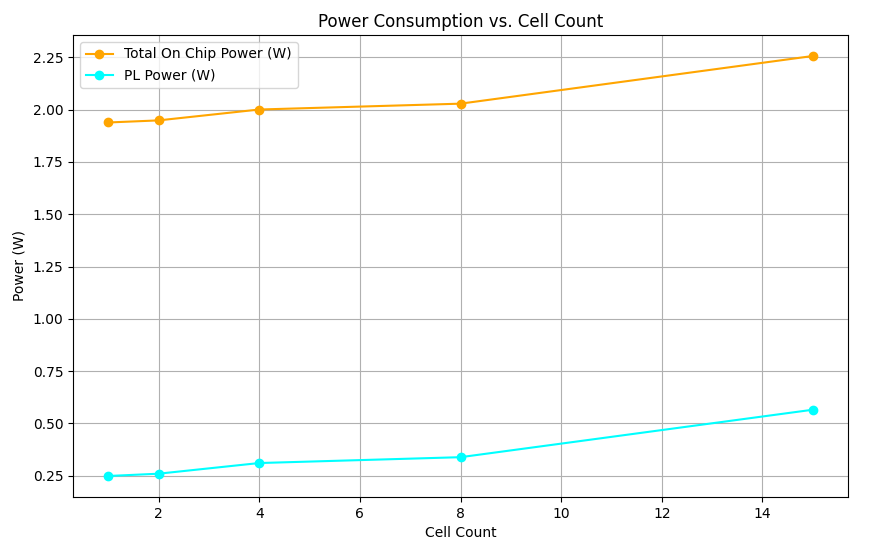 Power Consumption vs. Cell Count
Total On Chip Power (W)
PL Power (W)
Power (W)
2.25
2.00
1.75
1.50
1.25
1.00
0.75
0.50
0.25
2 4 6 8 10 12 14
Cell Count